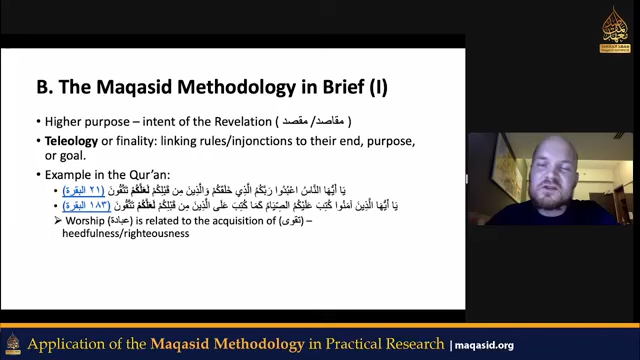 B. The Maqasid Methodology in Brief (I)
• Higher purpose – intent of the Revelation ( مقاصد/ مقصد )
• Teleology or finality: linking rules/injonctions to their end, purpose,
or goal.
• Example in the Qur'an:
• يَا أَيُّهَا النَّاسُ اعْبُدُوا رَبَّكُمُ الَّذِي خَلَقَكُمْ وَالَّذِينَ مِن قَبْلِكُمْ لَعَلَّكُمْ تَتَّقُونَ (٢١ البقرة)
• يَا أَيُّهَا الَّذِينَ آمَنُوا كُتِبَ عَلَيْكُمُ الصِّيَامُ كَمَا كُتِبَ عَلَى الَّذِينَ مِن قَبْلِكُمْ لَعَلَّكُمْ تَتَّقُونَ (١٨٣ البقرة)
➢ Worship (عبادة) is related to the acquisition of (تقوى) –
heedfulness/righteousness
Application of the Maqasid Methodology in Practical Research | maqasid.org